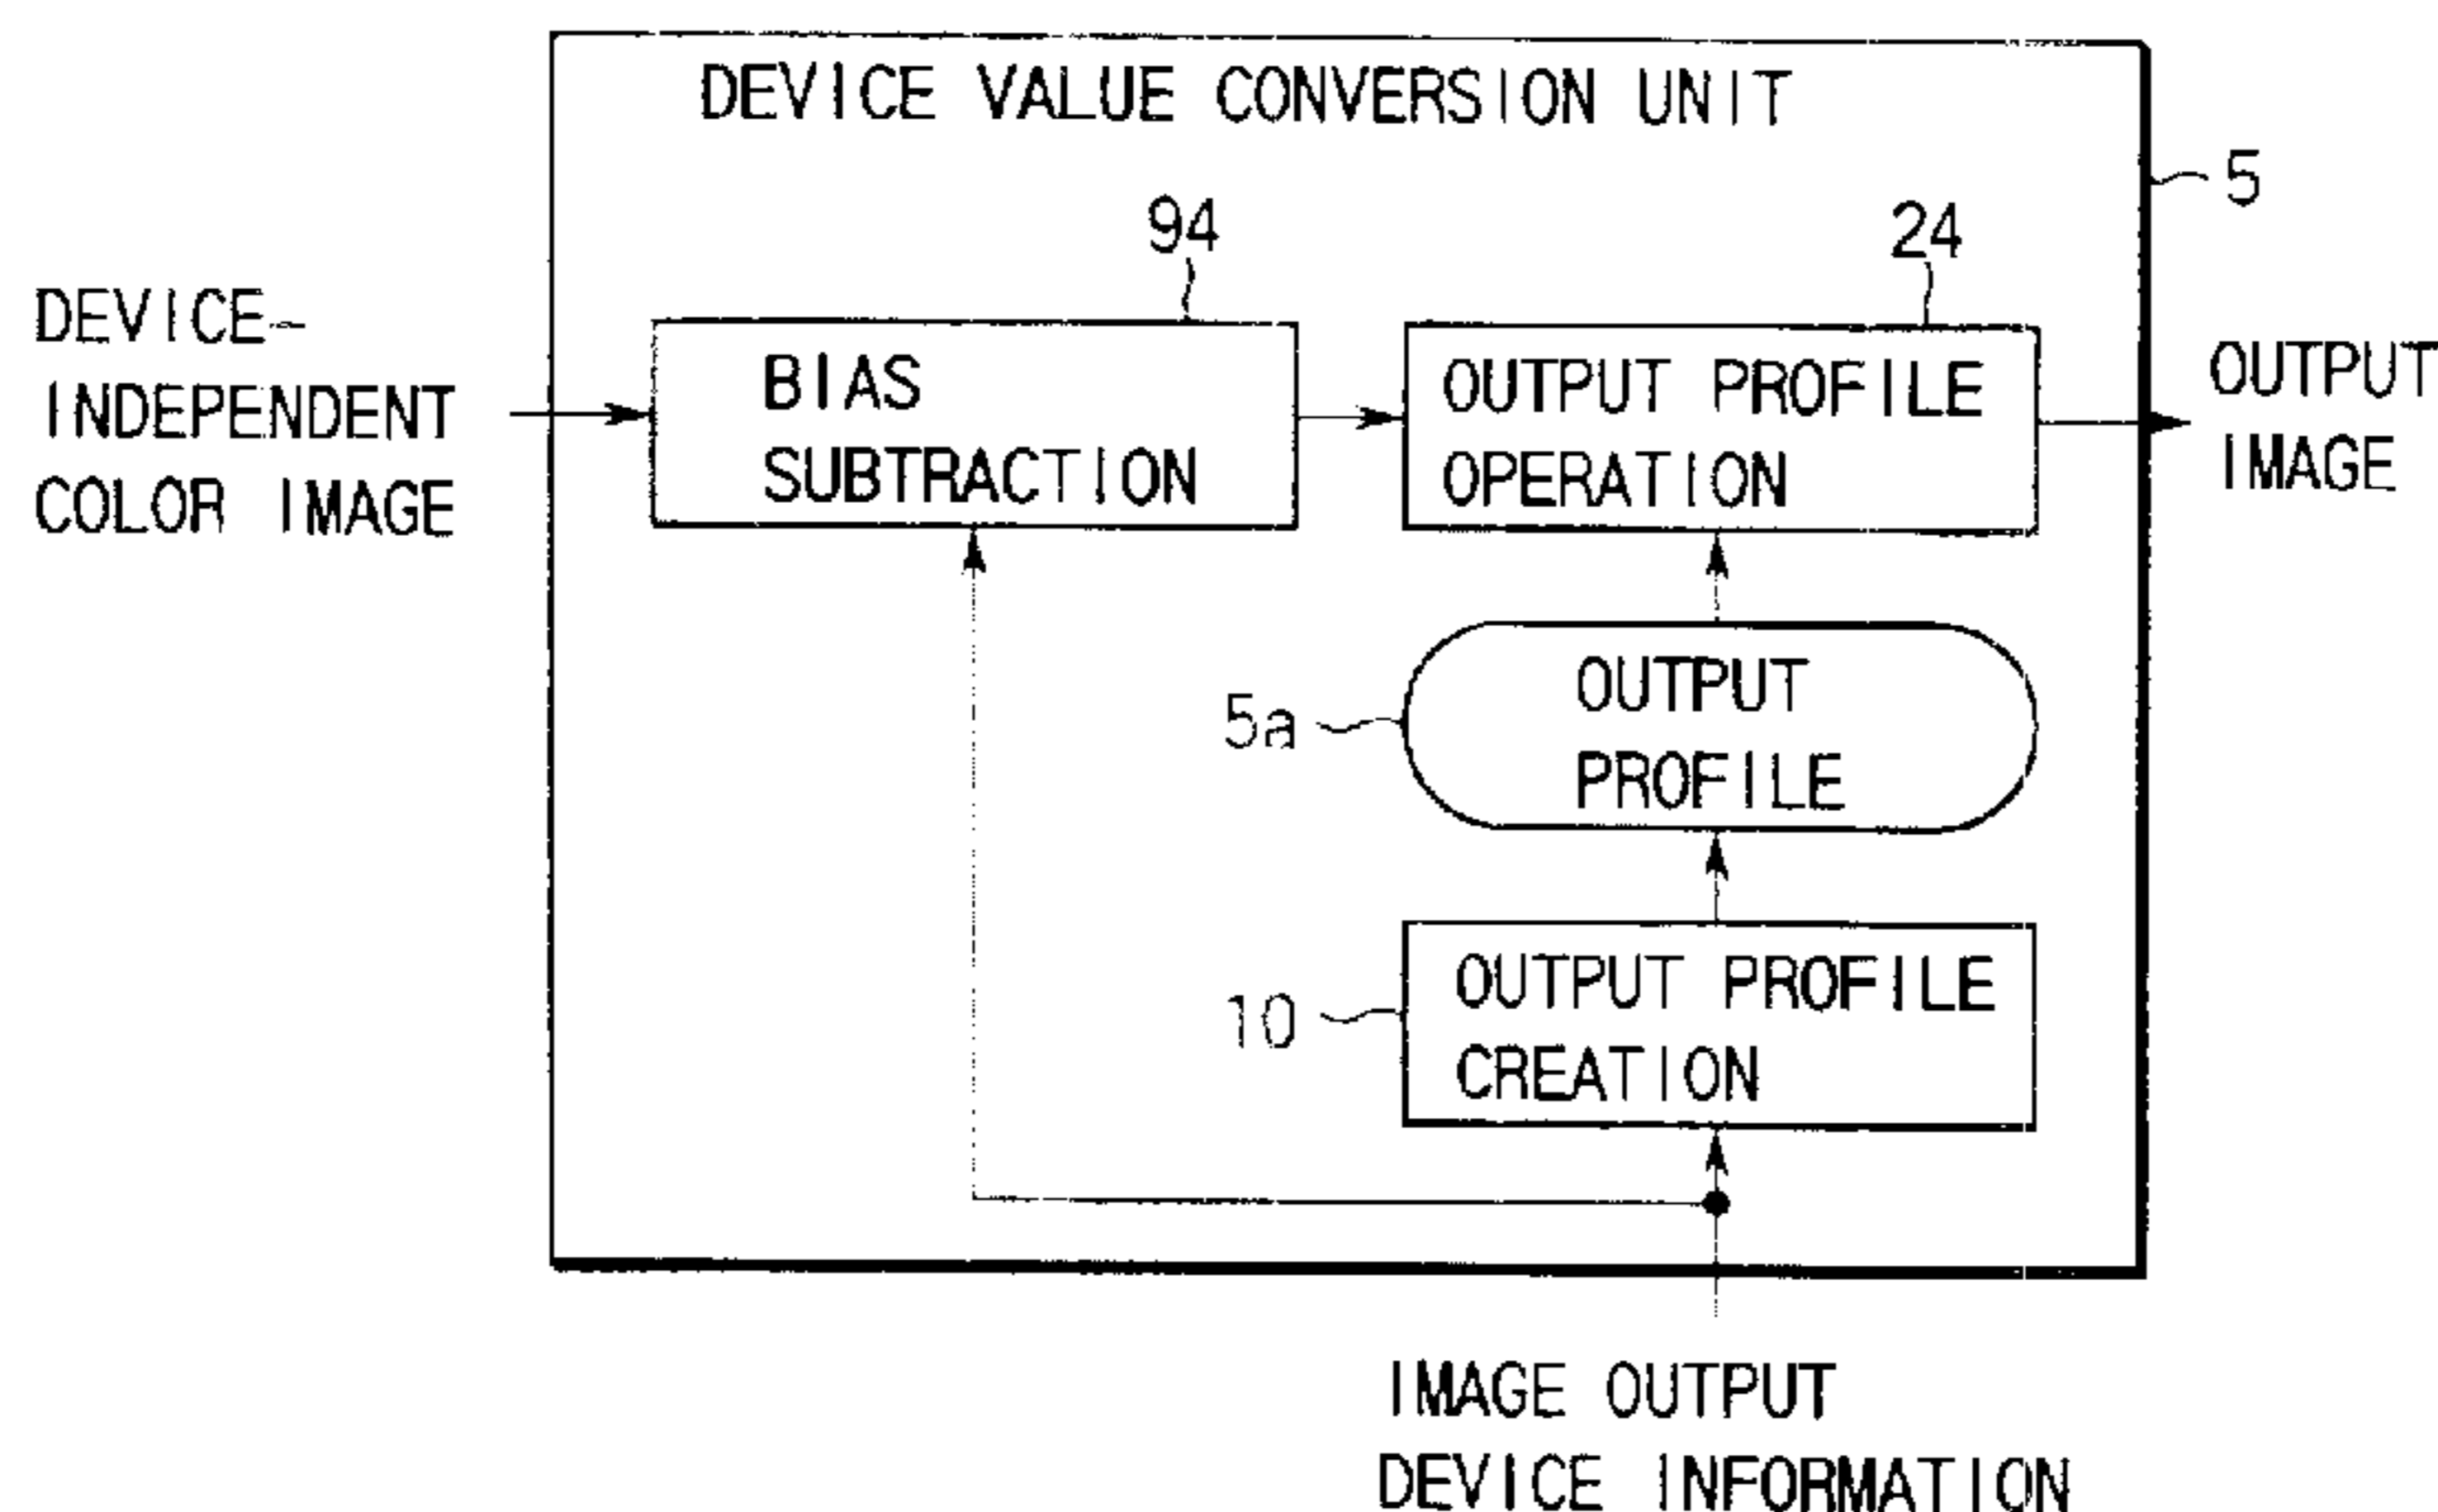 DEVICE VALUE CONVERSION UNIT
5
94
24
DEVICE-
INDEPENDENT
COLOR IMAGE
BIAS
SUBTRACTION
OUTPUT PROFILE
OPERATION
OUTPUT
IMAGE
5a
OUTPUT
PROFILE
10
OUTPUT PROFILE
CREATION
IMAGE OUTPUT
DEVICE INFORMATION